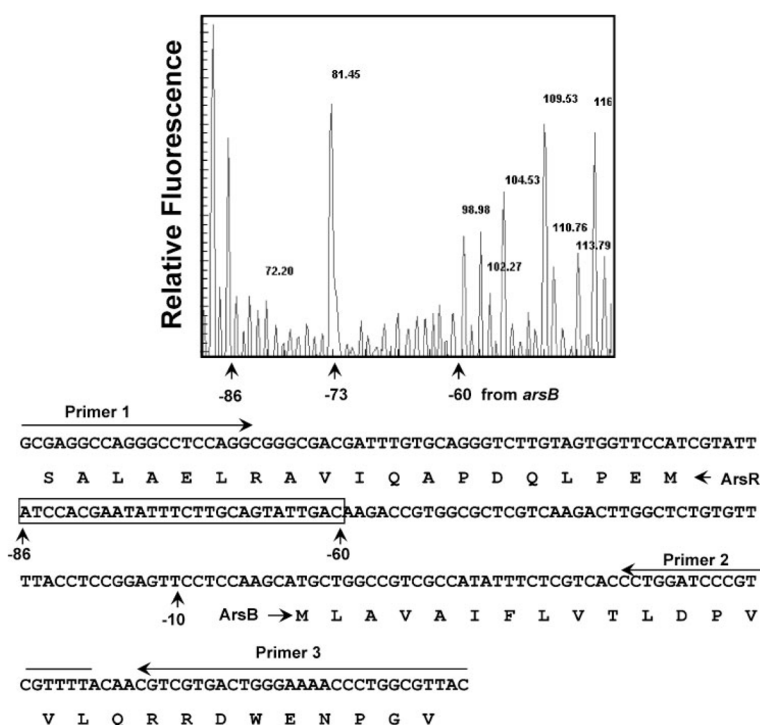 Relative Fluorescence
81.45
109.53
116
104.53
98.98
110.76
72.20
102.27
113.79
-86 -73 -60 from arsB
Primer 1
GCGAGGCCAGGGCCTCCAGGCGGGCGACGATTTGTGCAGGGTCTTGTAGTGGTTCCATCGTATT
S A L A E L R A V I Q A P D Q L P E M ← ArsR
ATCCACGAATATTTCTTGCAGTATTGACAAGACCGTGGCGCTCGTCAAGACTTGGCTCTGTGTT
-86 -60
Primer 2
TTACCTCCGGAGTTCCTCCAAGCATGCTGGCCGTCGCCATATTTCTCGTCACCCTGGATCCCGT
-10 ArsB → M L A V A I F L V T L D P V
Primer 3
CGTTTTACAACGTCGTGACTGGGAAAACCCTGGCGTTAC
V L Q R R D W E N P G V